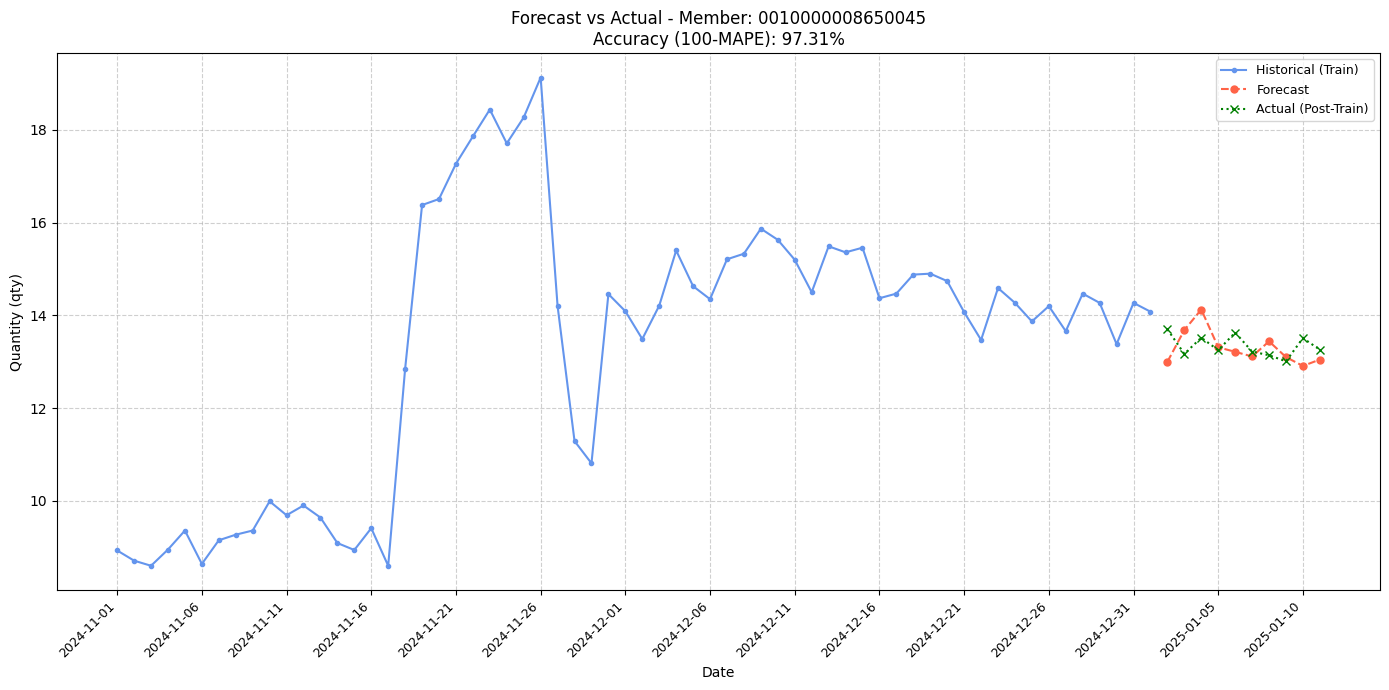 Forecast vs Actual - Member: 0010000008650045
Accuracy (100-MAPE): 97.31%
Historical (Train)
Forecast
Actual (Post-Train)
Quantity (qty)
18
16
14
12
10
2024-11-01
2024-11-06
2024-11-11
2024-11-16
2024-11-21
2024-11-26
2024-12-01
2024-12-06
2024-12-11
2024-12-16
2024-12-21
2024-12-26
2024-12-31
2025-01-05
2025-01-10
Date